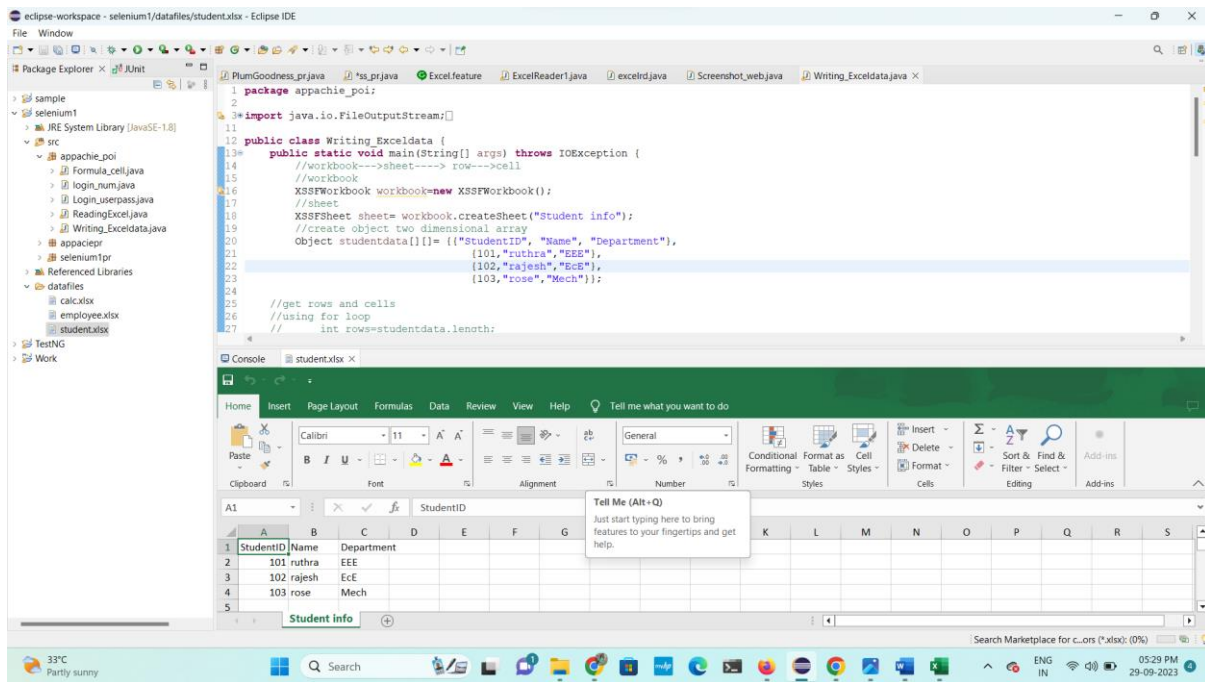 eclipse-workspace - selenium1/datafiles/student.xlsx - Eclipse IDE
File Window
Package Explorer JUnit
PlumGoodness_pr.java *ss_pr.java Excel.feature ExcelReader1.java excelrd.java Screenshot_web.java Writing_Exceldata.java
sample
selenium1
JRE System Library [JavaSE-1.8]
src
appachie_poi
Formula_cell.java
login_num.java
Login_userpass.java
ReadingExcel.java
Writing_Exceldata.java
appaciepr
selenium1pr
Referenced Libraries
datafiles
calc.xlsx
employee.xlsx
student.xlsx
TestNG
Work
1 package appachie_poi;
2
3 import java.io.FileOutputStream;
11
12 public class Writing_Exceldata {
13 public static void main(String[] args) throws IOException {
14 //workbook--->sheet----> row--->cell
15 //workbook
16 XSSFWorkbook workbook=new XSSFWorkbook();
17 //sheet
18 XSSFSheet sheet= workbook.createSheet("Student info");
19 //create object two dimensional array
20 Object studentdata[][]= {{"StudentID", "Name", "Department"},
21 {101,"ruthra","EEE"},
22 {102,"rajesh","EcE"},
23 {103,"rose","Mech"}};
24
25 //get rows and cells
26 //using for loop
27 // int rows=studentdata.length;
Console student.xlsx
Home Insert Page Layout Formulas Data Review View Help Tell me what you want to do
Paste
Calibri 11
B I U
General
Conditional Formatting
Format as Table
Cell Styles
Insert
Delete
Format
Sort & Filter
Find & Select
Add-ins
Clipboard Font Alignment Number Styles Cells Editing Add-ins
A1 fx StudentID
Tell Me (Alt+Q)
Just start typing here to bring
features to your fingertips and get
help.
A B C D E F G K L M N O P Q R S
1 StudentID Name Department
2 101 ruthra EEE
3 102 rajesh EcE
4 103 rose Mech
5
Student info
Search Marketplace for c...ors (*.xlsx): (0%)
33°C
Partly sunny
Search
ENG
IN
05:29 PM
29-09-2023